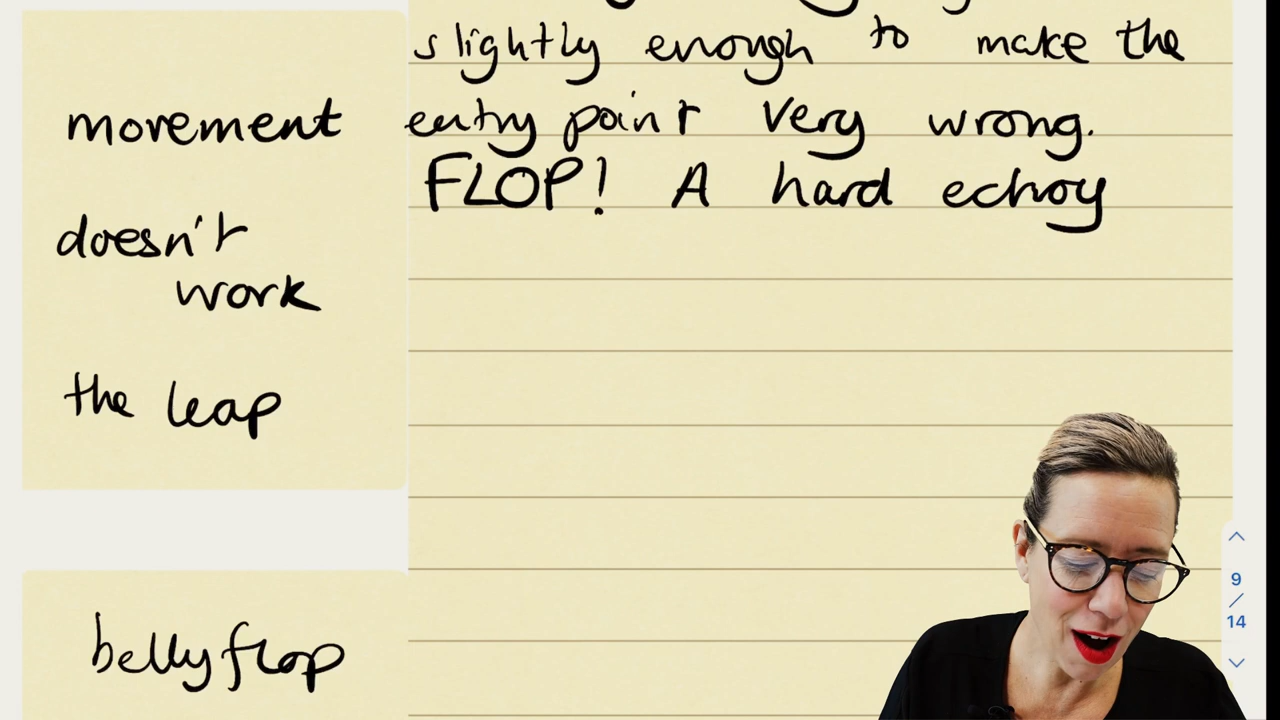 slightly enough to make the
movement
entry point very wrong.
FLOP! A hard echoy
doesn't
work
the leap
bellyflop
9
/
14